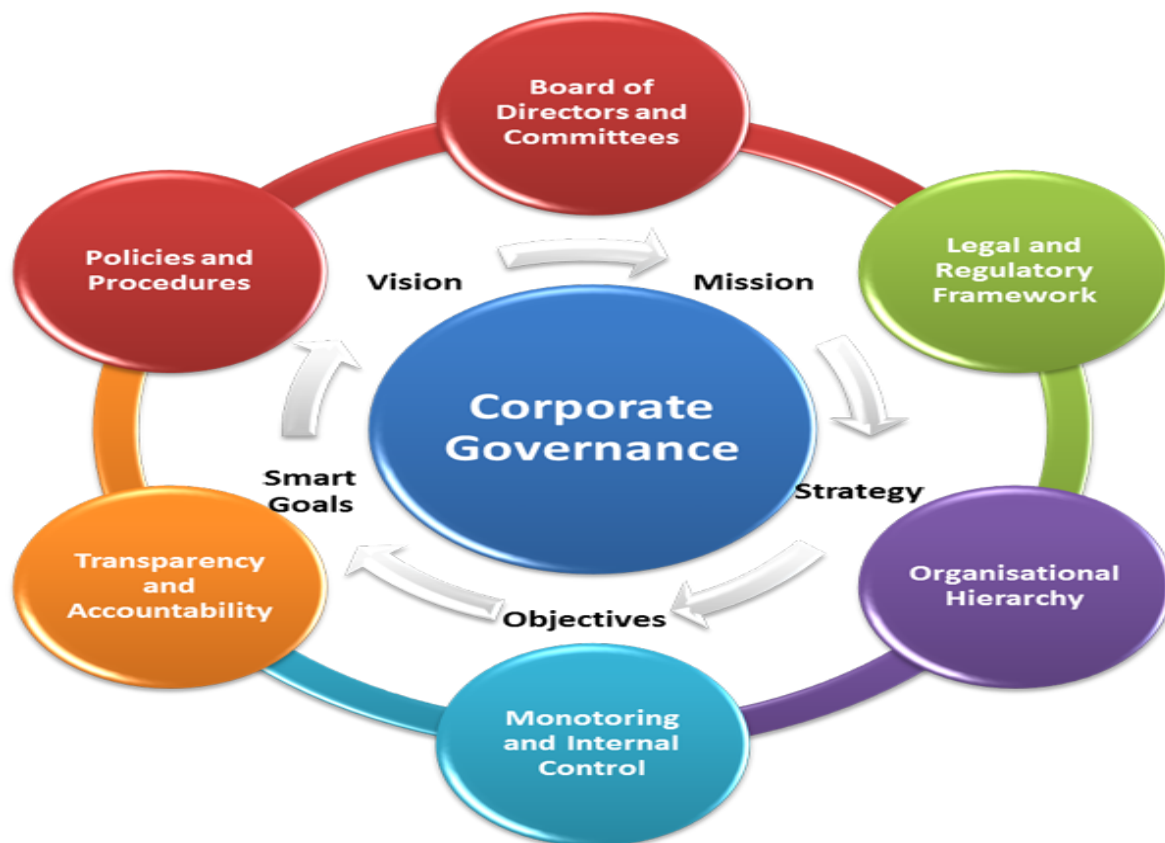 Board of
Directors and
Committees
Policies and
Procedures
Legal and
Regulatory
Framework
Vision
Mission
Corporate
Governance
Smart
Goals
Strategy
Transparency
and
Accountability
Organisational
Hierarchy
Objectives
Monotoring
and Internal
Control